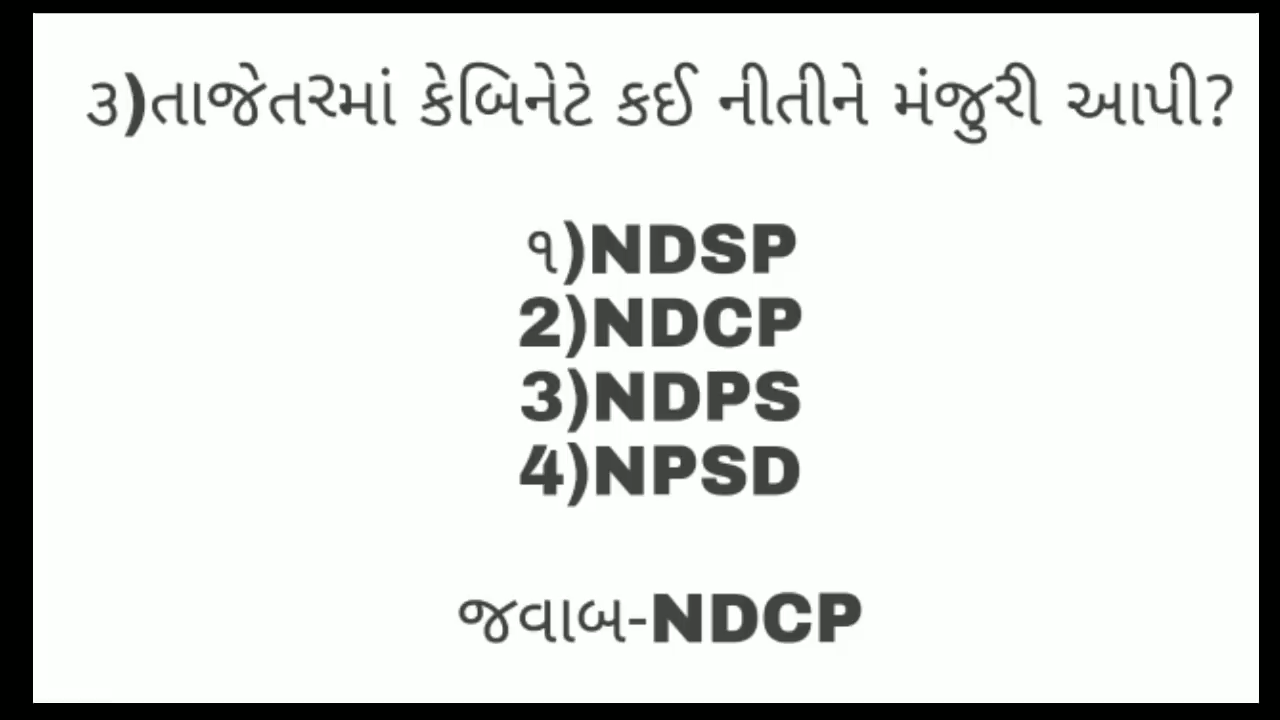 ૩)તાજેતરમાં કેબિનેટે કઈ નીતીને મંજુરી આપી?
૧)NDSP
2)NDCP
3)NDPS
4)NPSD
જવાબ-NDCP